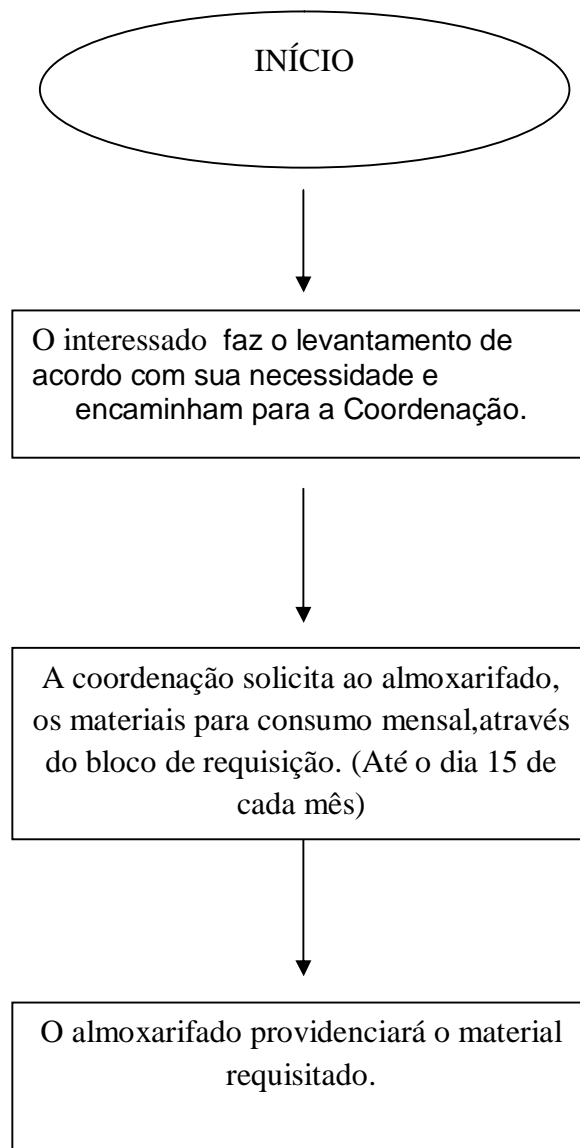 INÍCIO
O interessado faz o levantamento de
acordo com sua necessidade e
encaminham para a Coordenação.
A coordenação solicita ao almoxarifado,
os materiais para consumo mensal,através
do bloco de requisição. (Até o dia 15 de
cada mês)
O almoxarifado providenciará o material
requisitado.